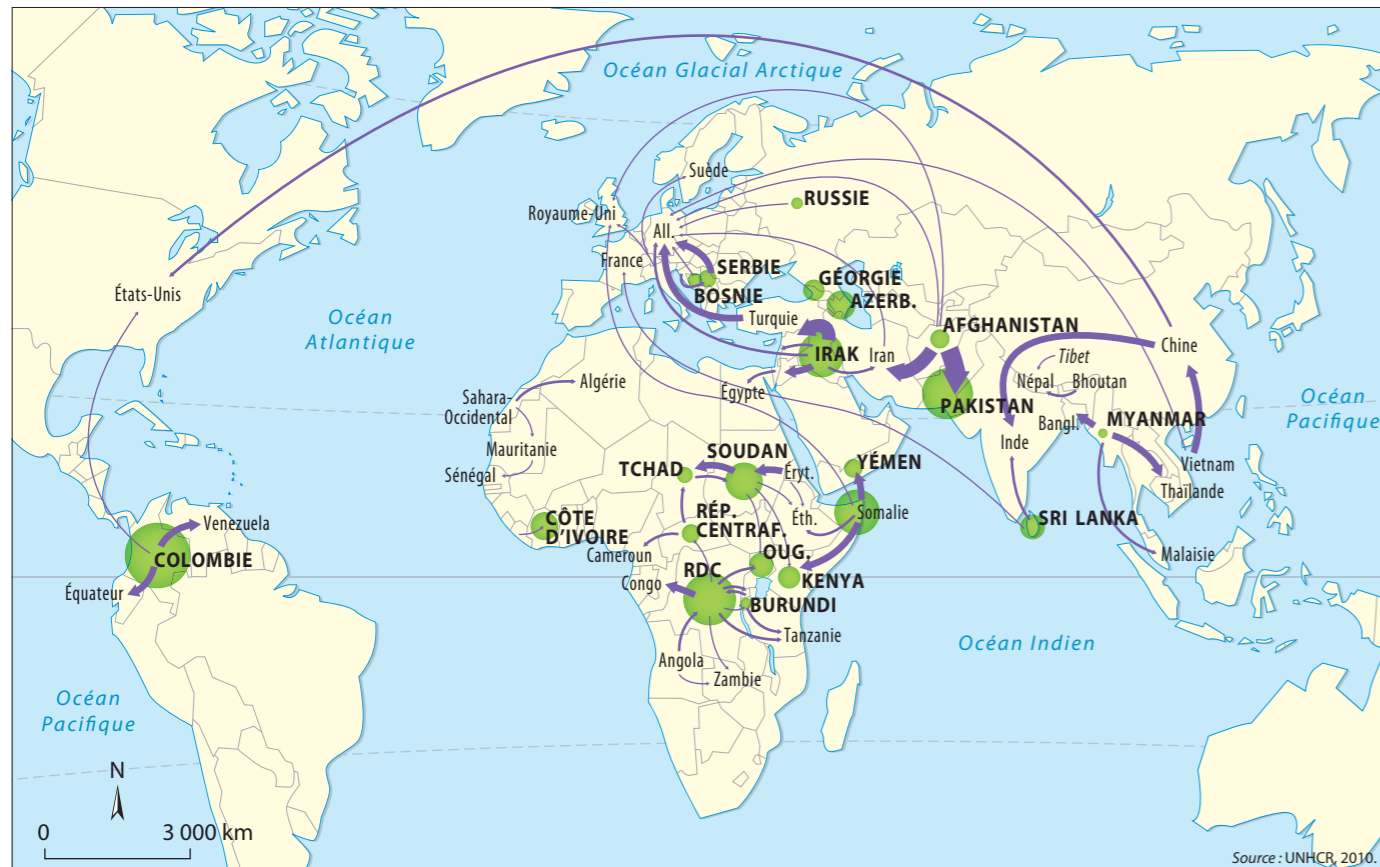 Océan Glacial Arctique
Suède
Royaume-Uni
RUSSIE
All.
France
SERBIE
BOSNIE
GÉORGIE
AZERB.
États-Unis
Océan
Atlantique
Turquie
AFGHANISTAN
Chine
IRAK
Iran
Tibet
Népal
Bhoutan
Égypte
PAKISTAN
Algérie
Sahara-
Occidental
Bangl.
MYANMAR
Océan
Pacifique
Inde
Mauritanie
SOUDAN
TCHAD
Éryt.
YÉMEN
Vietnam
Sénégal
Thaïlande
Éth.
Somalie
Venezuela
CÔTE
D'IVOIRE
RÉP.
CENTRAF.
SRI LANKA
COLOMBIE
Cameroun
OUG.
Malaisie
RDC
Congo
KENYA
Équateur
BURUNDI
Tanzanie
Océan Indien
Angola
Zambie
Océan
Pacifique
N
0 3 000 km
Source : UNHCR, 2010.